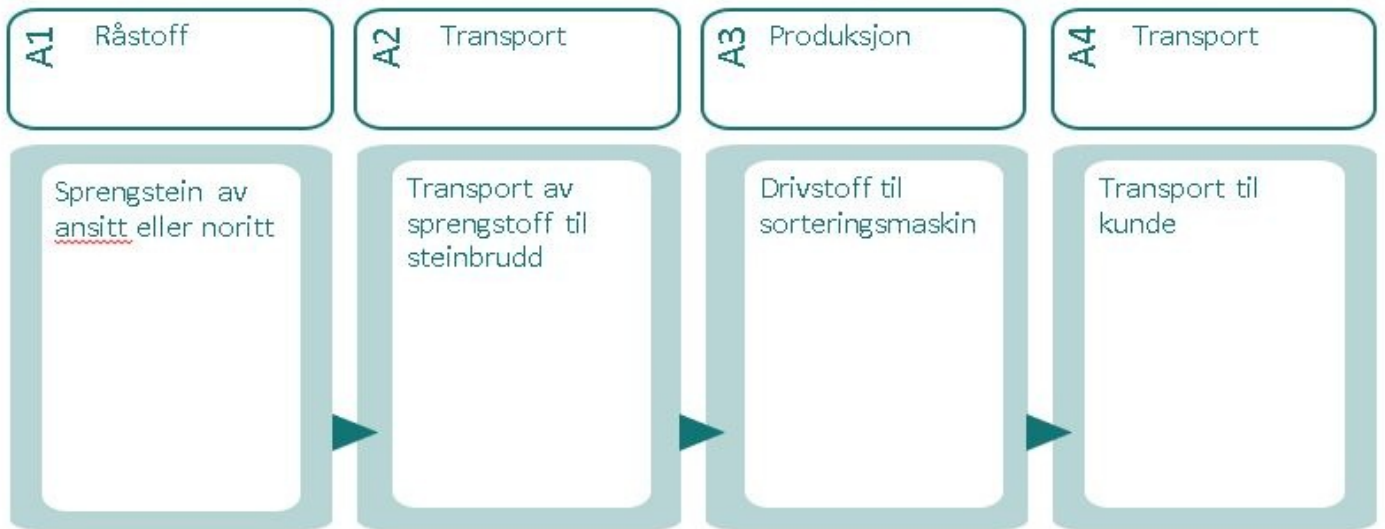 A1 Råstoff
A2 Transport
A3 Produksjon
A4 Transport
Sprengstein av
ansitt eller noritt
Transport av
sprengstoff til
steinbrudd
Drivstoff til
sorteringsmaskin
Transport til
kunde